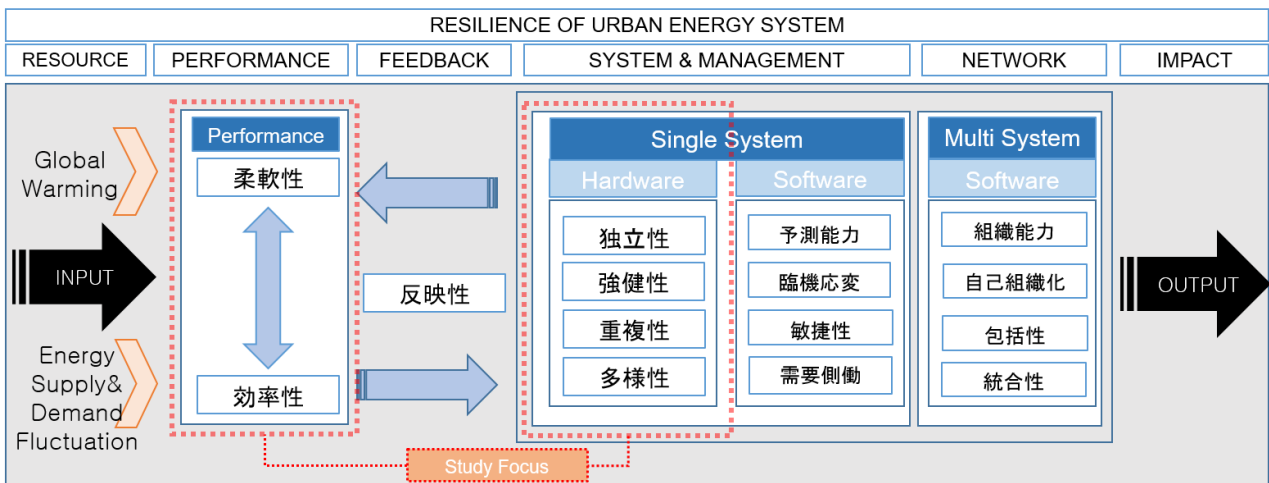 RESILIENCE OF URBAN ENERGY SYSTEM
RESOURCE
PERFORMANCE
FEEDBACK
SYSTEM & MANAGEMENT
NETWORK
IMPACT
Global
Warming
INPUT
Energy
Supply&
Demand
Fluctuation
Performance
柔軟性
効率性
反映性
Single System
Hardware
独立性
強健性
重複性
多様性
Software
予測能力
臨機応変
敏捷性
需要側働
Multi System
Software
組織能力
自己組織化
包括性
統合性
OUTPUT
Study Focus